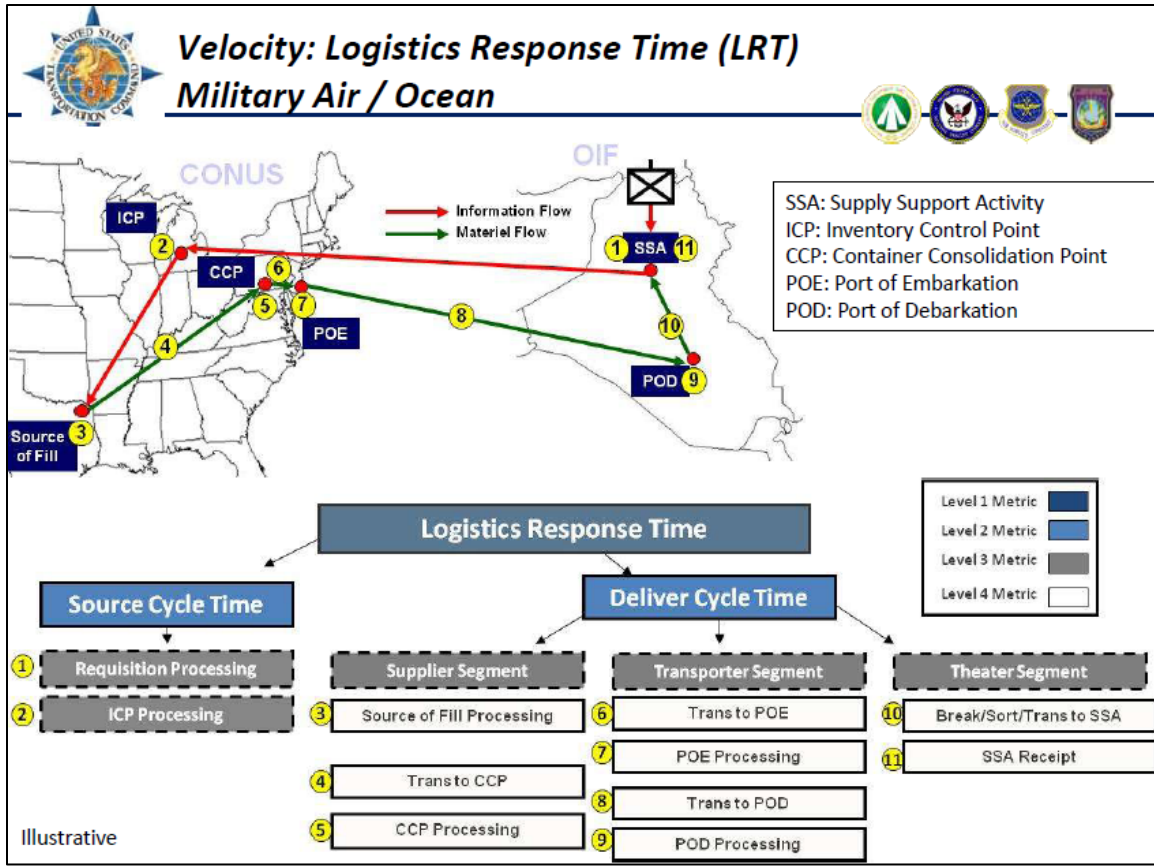 Velocity: Logistics Response Time (LRT)
Military Air / Ocean
UNITED STATES
TRANSPORTATION COMMAND
CONUS
OIF
ICP
2
CCP
6
5
7
POE
4
3
Source
of Fill
Information Flow
Materiel Flow
8
1
SSA
11
10
POD
9
SSA: Supply Support Activity
ICP: Inventory Control Point
CCP: Container Consolidation Point
POE: Port of Embarkation
POD: Port of Debarkation
Level 1 Metric
Level 2 Metric
Level 3 Metric
Level 4 Metric
Logistics Response Time
Source Cycle Time
Deliver Cycle Time
1 Requisition Processing
2 ICP Processing
Supplier Segment
3 Source of Fill Processing
4 Trans to CCP
5 CCP Processing
Transporter Segment
6 Trans to POE
7 POE Processing
8 Trans to POD
9 POD Processing
Theater Segment
10 Break/Sort/Trans to SSA
11 SSA Receipt
Illustrative